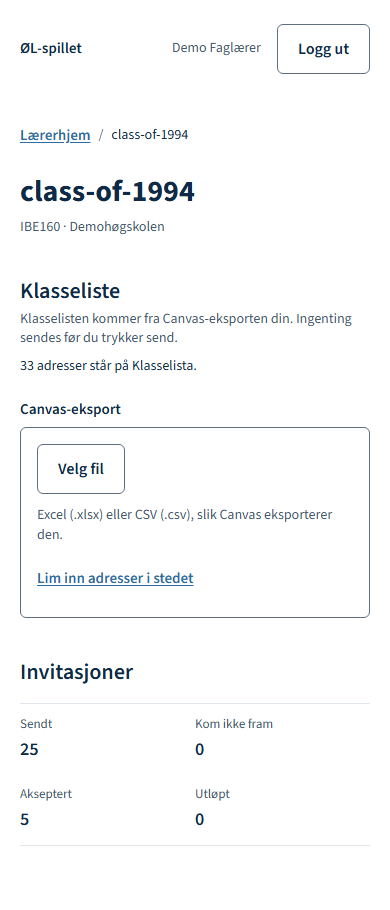 ØL-spillet
Demo Faglærer
Logg ut
Lærerhjem / class-of-1994
class-of-1994
IBE160 · Demohøgskolen
Klasseliste
Klasselisten kommer fra Canvas-eksporten din. Ingenting
sendes før du trykker send.
33 adresser står på Klasselista.
Canvas-eksport
Velg fil
Excel (.xlsx) eller CSV (.csv), slik Canvas eksporterer
den.
Lim inn adresser i stedet
Invitasjoner
Sendt
25
Kom ikke fram
0
Akseptert
5
Utløpt
0